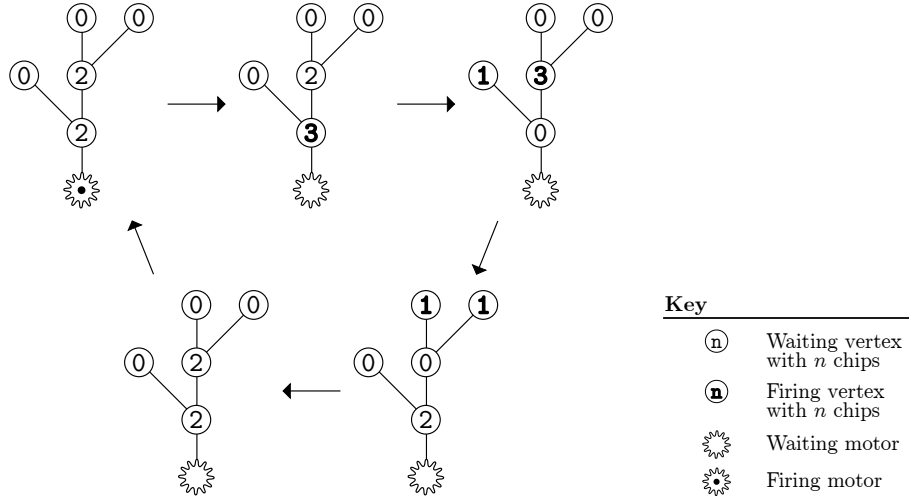 0 0 0 0 0 0
0 2 0 2 1 3
2 3 0
0 0 1 1
0 2 0 0
2 2
Key
n Waiting vertex
with n chips
n Firing vertex
with n chips
Waiting motor
Firing motor